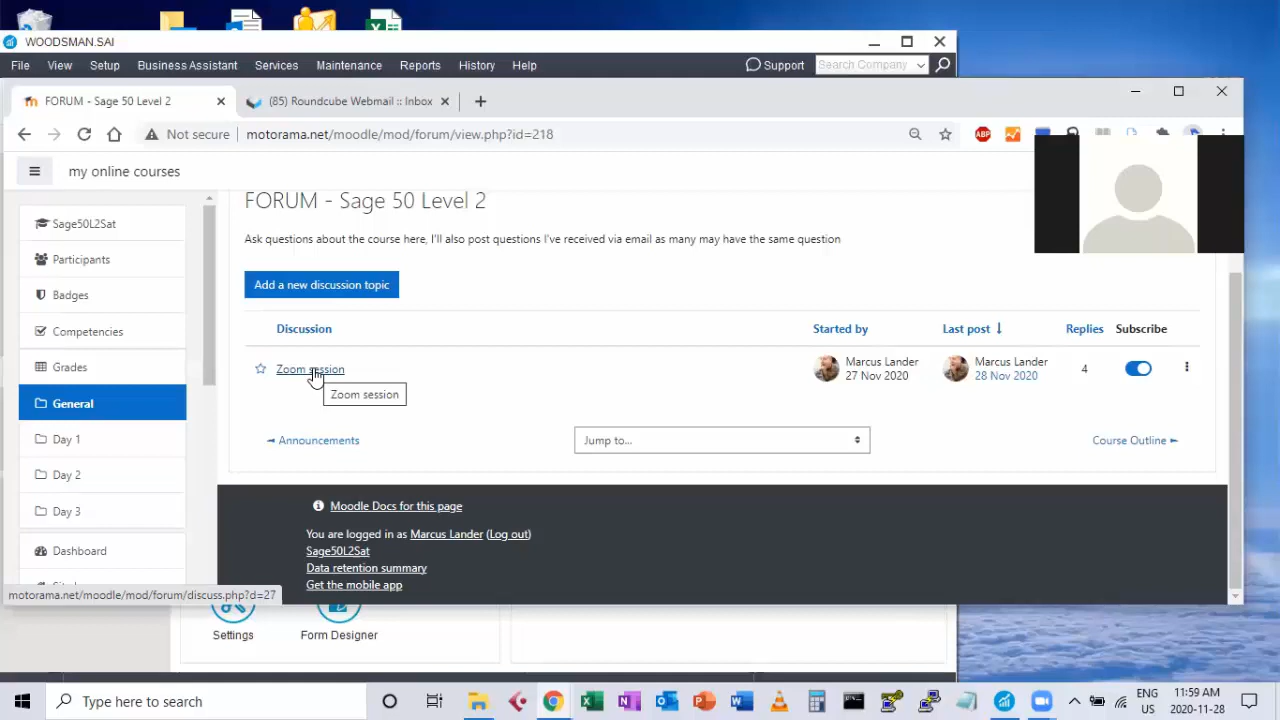 WOODSMAN.SAI
File View Setup Business Assistant Services Maintenance Reports History Help Support Search Company
FORUM - Sage 50 Level 2 (85) Roundcube Webmail :: Inbox
Not secure motorama.net/moodle/mod/forum/view.php?id=218
ABP
my online courses
Sage50L2Sat
Participants
Badges
Competencies
Grades
General
Day 1
Day 2
Day 3
Dashboard
FORUM - Sage 50 Level 2
Ask questions about the course here, I'll also post questions I've received via email as many may have the same question
Add a new discussion topic
Discussion Started by Last post Replies Subscribe
Zoom session Marcus Lander Marcus Lander 4
27 Nov 2020 28 Nov 2020
Zoom session
Announcements Jump to... Course Outline
Moodle Docs for this page
You are logged in as Marcus Lander (Log out)
Sage50L2Sat
Data retention summary
Get the mobile app
motorama.net/moodle/mod/forum/discuss.php?d=27
Settings Form Designer
Type here to search
ENG
US
11:59 AM
2020-11-28